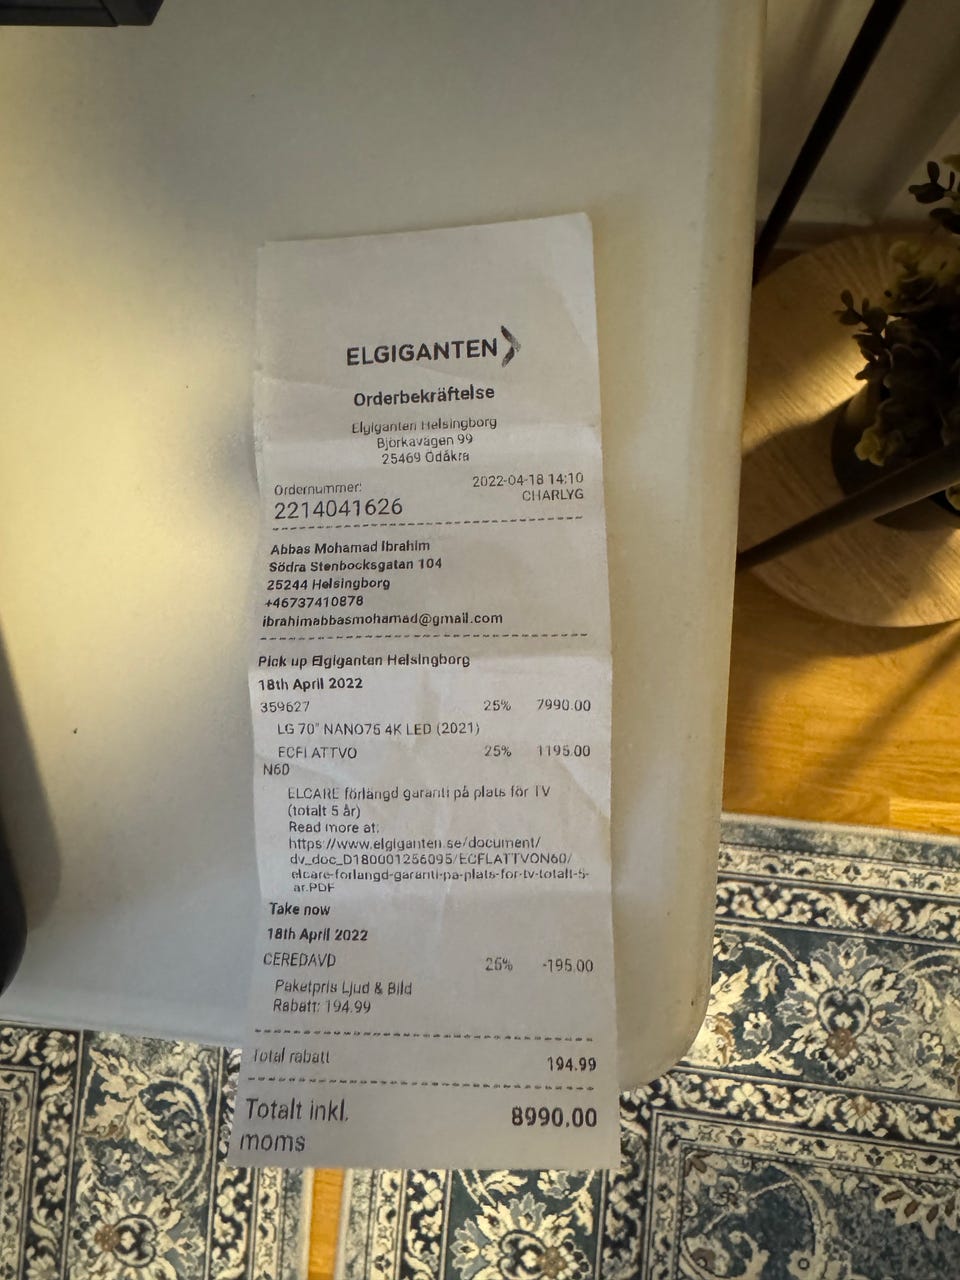 ELGIGANTEN
Orderbekräftelse
Elgiganten Helsingborg
Björkavägen 99
25469 Ödåkra
Ordernummer: 2022-04-18 14:10
2214041626 CHARLYG
Abbas Mohamad Ibrahim
Södra Stenbocksgatan 104
25244 Helsingborg
+46737410878
ibrahimabbasmohamad@gmail.com
Pick up Elgiganten Helsingborg
18th April 2022
359627 25% 7990.00
LG 70" NANO75 4K LED (2021)
ECFLATTVO 25% 1195.00
N60
ELCARE förlängd garanti på plats för TV
(totalt 5 år)
Read more at:
https://www.elgiganten.se/document/
dv_doc_D180001256095/ECFLATTVON60/
elcare-forlangd-garanti-pa-plats-for-tv-totalt-5-
ar.PDF
Take now
18th April 2022
CEREDAVD 25% -195.00
Paketpris Ljud & Bild
Rabatt: 194.99
Total rabatt 194.99
Totalt inkl. 8990.00
moms